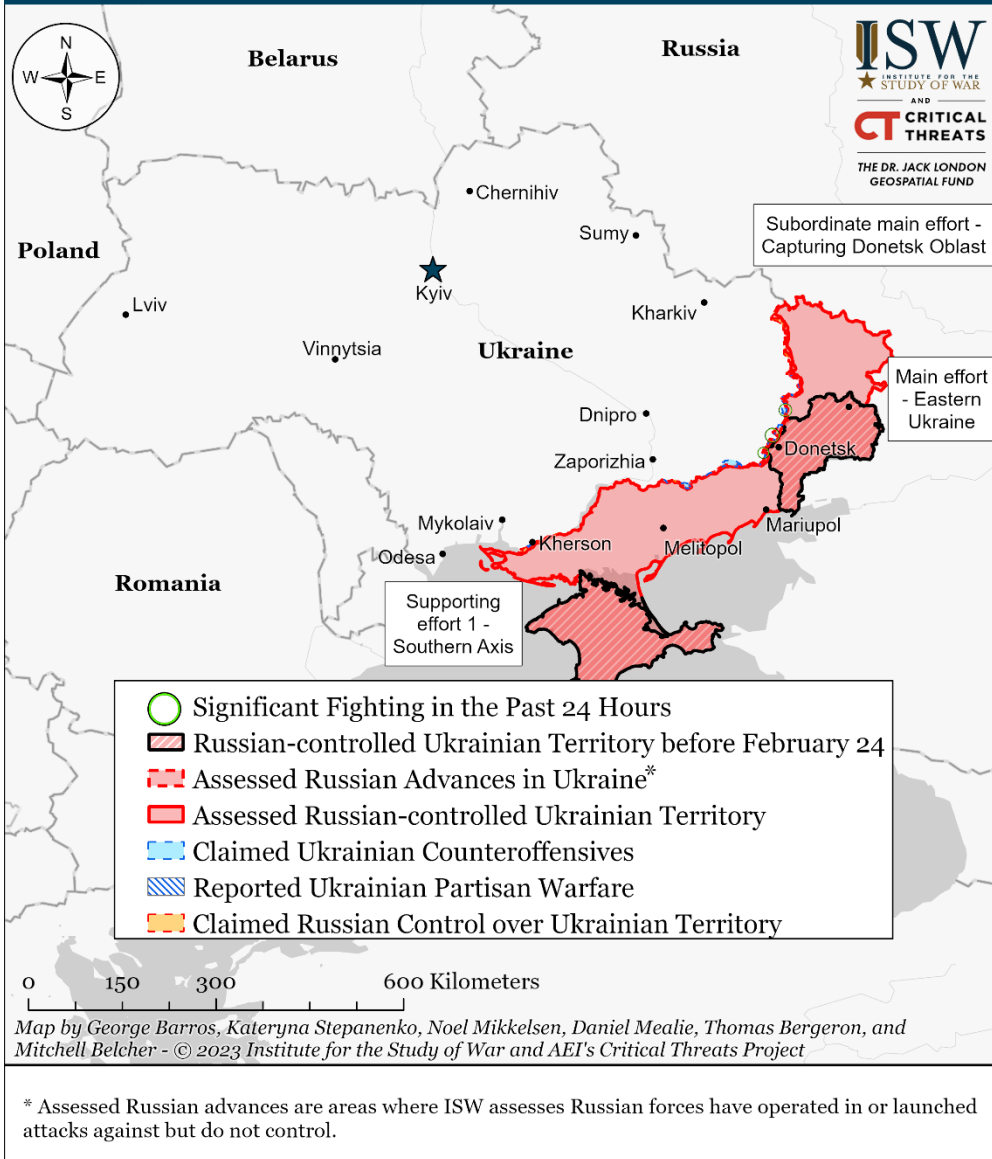 N
W E
S
Belarus
Russia
ISW
INSTITUTE FOR THE
STUDY OF WAR
AND
CT CRITICAL
THREATS
THE DR. JACK LONDON
GEOSPATIAL FUND
Chernihiv
Sumy
Subordinate main effort -
Capturing Donetsk Oblast
Poland
Kyiv
Lviv
Kharkiv
Vinnytsia
Ukraine
Main effort
- Eastern
Ukraine
Dnipro
Donetsk
Zaporizhia
Mykolaiv
Mariupol
Kherson
Melitopol
Odesa
Romania
Supporting
effort 1 -
Southern Axis
Significant Fighting in the Past 24 Hours
Russian-controlled Ukrainian Territory before February 24
Assessed Russian Advances in Ukraine*
Assessed Russian-controlled Ukrainian Territory
Claimed Ukrainian Counteroffensives
Reported Ukrainian Partisan Warfare
Claimed Russian Control over Ukrainian Territory
0 150 300 600 Kilometers
Map by George Barros, Kateryna Stepanenko, Noel Mikkelsen, Daniel Mealie, Thomas Bergeron, and
Mitchell Belcher - © 2023 Institute for the Study of War and AEI's Critical Threats Project
* Assessed Russian advances are areas where ISW assesses Russian forces have operated in or launched
attacks against but do not control.